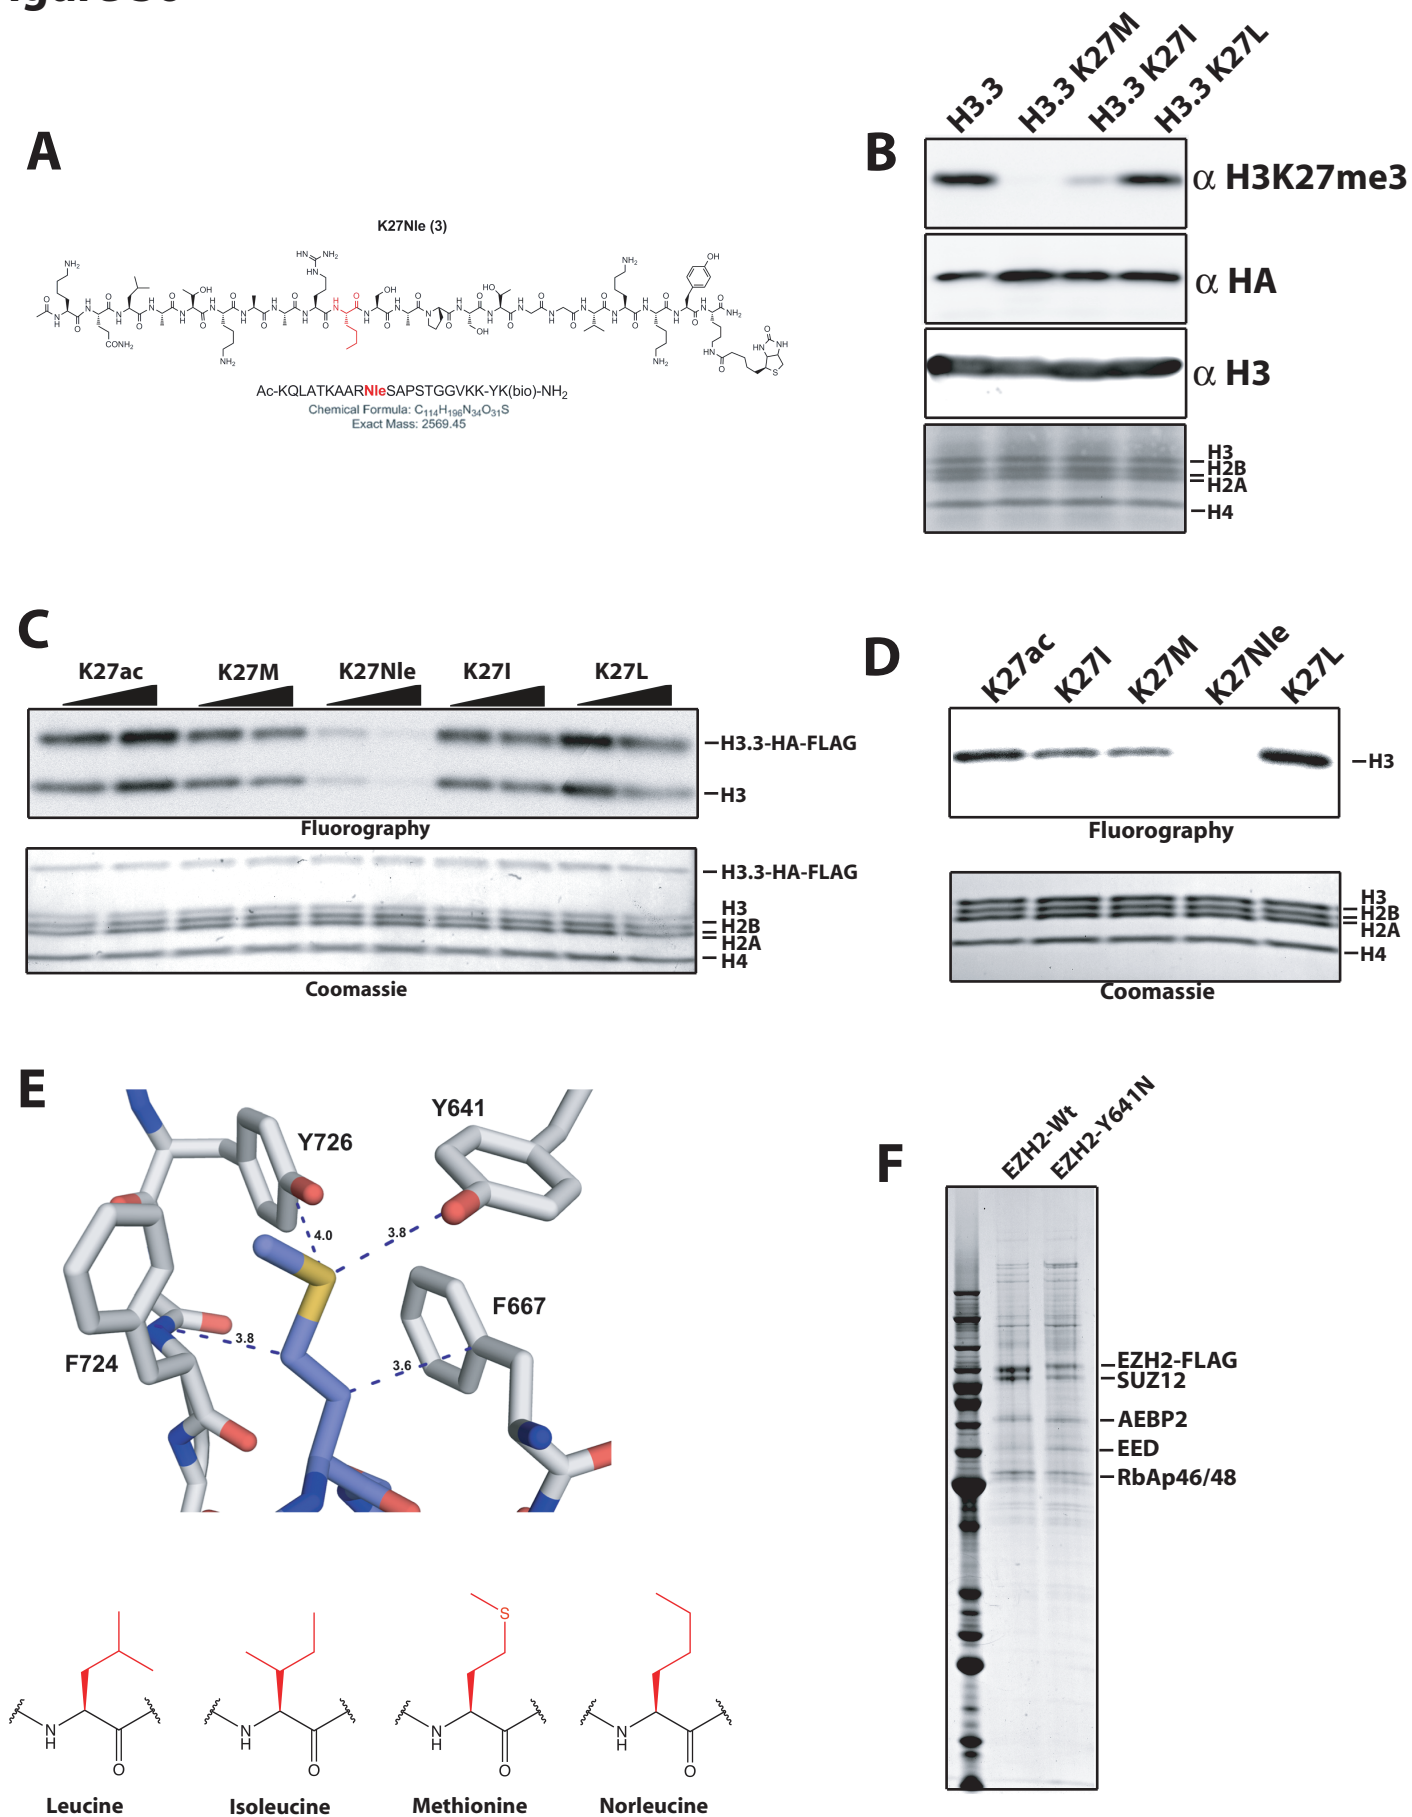 A
K27Nle (3)
Ac-KQLATKAARNleSAPSTGGVKK-YK(bio)-NH2
Chemical Formula: C114H196N34O31S
Exact Mass: 2569.45
B
H3.3
H3.3 K27M
H3.3 K27I
H3.3 K27L
α H3K27me3
α HA
α H3
H3
H2B
H2A
H4
C
K27ac
K27M
K27Nle
K27I
K27L
H3.3-HA-FLAG
H3
Fluorography
H3.3-HA-FLAG
H3
H2B
H2A
H4
Coomassie
D
K27ac
K27I
K27M
K27Nle
K27L
H3
Fluorography
H3
H2B
H2A
H4
Coomassie
E
Y726
Y641
4.0
3.8
F667
3.8
3.6
F724
S
N
H
O
N
H
O
N
H
O
N
H
O
Leucine
Isoleucine
Methionine
Norleucine
F
EZH2-Wt
EZH2-Y641N
EZH2-FLAG
SUZ12
AEBP2
EED
RbAp46/48